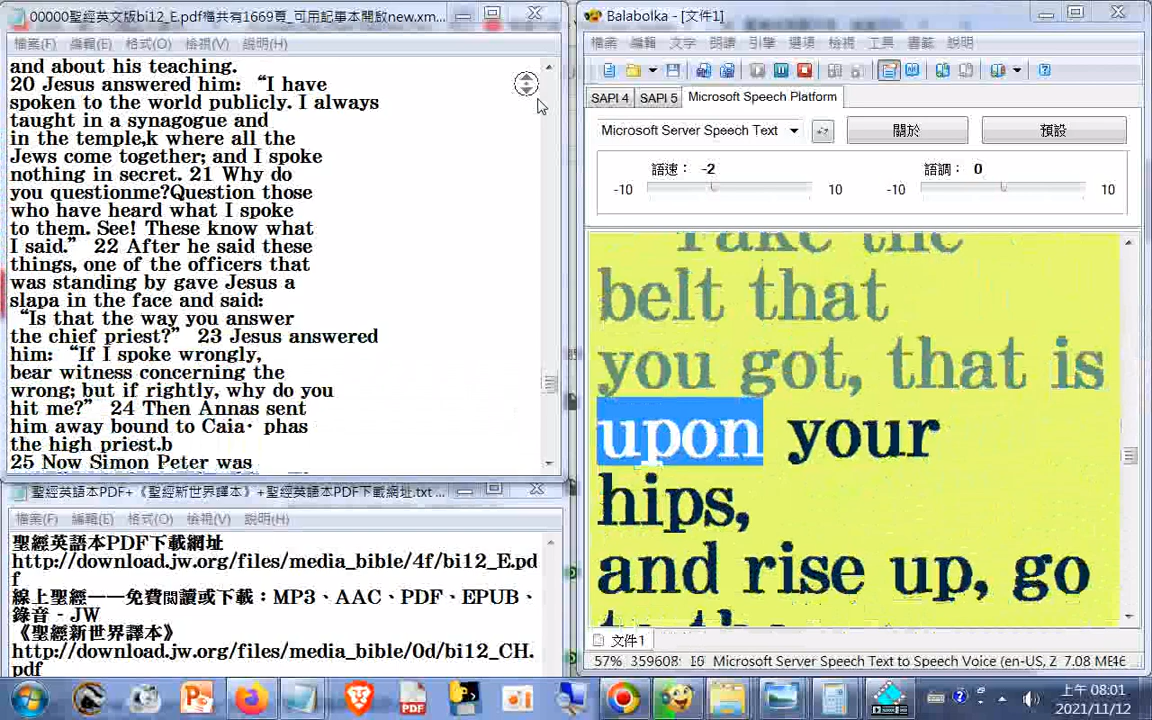 00000聖經英文版bi12_E.pdf檔共有1669頁_可用記事本開啟new.xm...
檔案(F) 編輯(E) 格式(O) 檢視(V) 說明(H)
and about his teaching.
20 Jesus answered him: “I have
spoken to the world publicly. I always
taught in a synagogue and
in the temple,k where all the
Jews come together; and I spoke
nothing in secret. 21 Why do
you questionme?Question those
who have heard what I spoke
to them. See! These know what
I said.” 22 After he said these
things, one of the officers that
was standing by gave Jesus a
slapa in the face and said:
“Is that the way you answer
the chief priest?” 23 Jesus answered
him: “If I spoke wrongly,
bear witness concerning the
wrong; but if rightly, why do you
hit me?” 24 Then Annas sent
him away bound to Caia· phas
the high priest.b
25 Now Simon Peter was
聖經英語本PDF+《聖經新世界譯本》+聖經英語本PDF下載網址.txt ...
檔案(F) 編輯(E) 格式(O) 檢視(V) 說明(H)
聖經英語本PDF下載網址
http://download.jw.org/files/media_bible/4f/bi12_E.pd
f
線上聖經——免費閱讀或下載：MP3、AAC、PDF、EPUB、
錄音 - JW
《聖經新世界譯本》
http://download.jw.org/files/media_bible/0d/bi12_CH.
pdf
Balabolka - [文件1]
檔案 編輯 文字 朗讀 引擎 選項 檢視 工具 書籤 說明
SAPI 4 SAPI 5 Microsoft Speech Platform
Microsoft Server Speech Text 關於 預設
語速： -2 語調： 0
-10 10 -10 10
Take the
belt that
you got, that is
upon your
hips,
and rise up, go
to the
文件1
57% 359608 16 Microsoft Server Speech Text to Speech Voice (en-US, Z 7.08 ME46
上午 08:01
2021/11/12